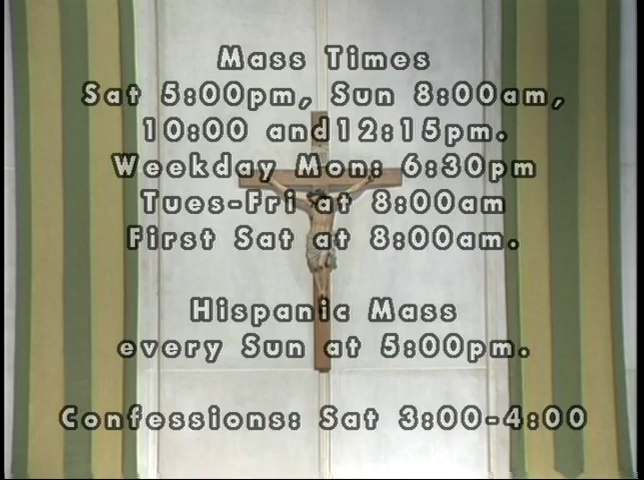 Mass Times
Sat 5:00pm, Sun 8:00am,
10:00 and12:15pm.
Weekday Mon: 6:30pm
Tues-Fri at 8:00am
First Sat at 8:00am.
Hispanic Mass
every Sun at 5:00pm.
Confessions: Sat 3:00-4:00